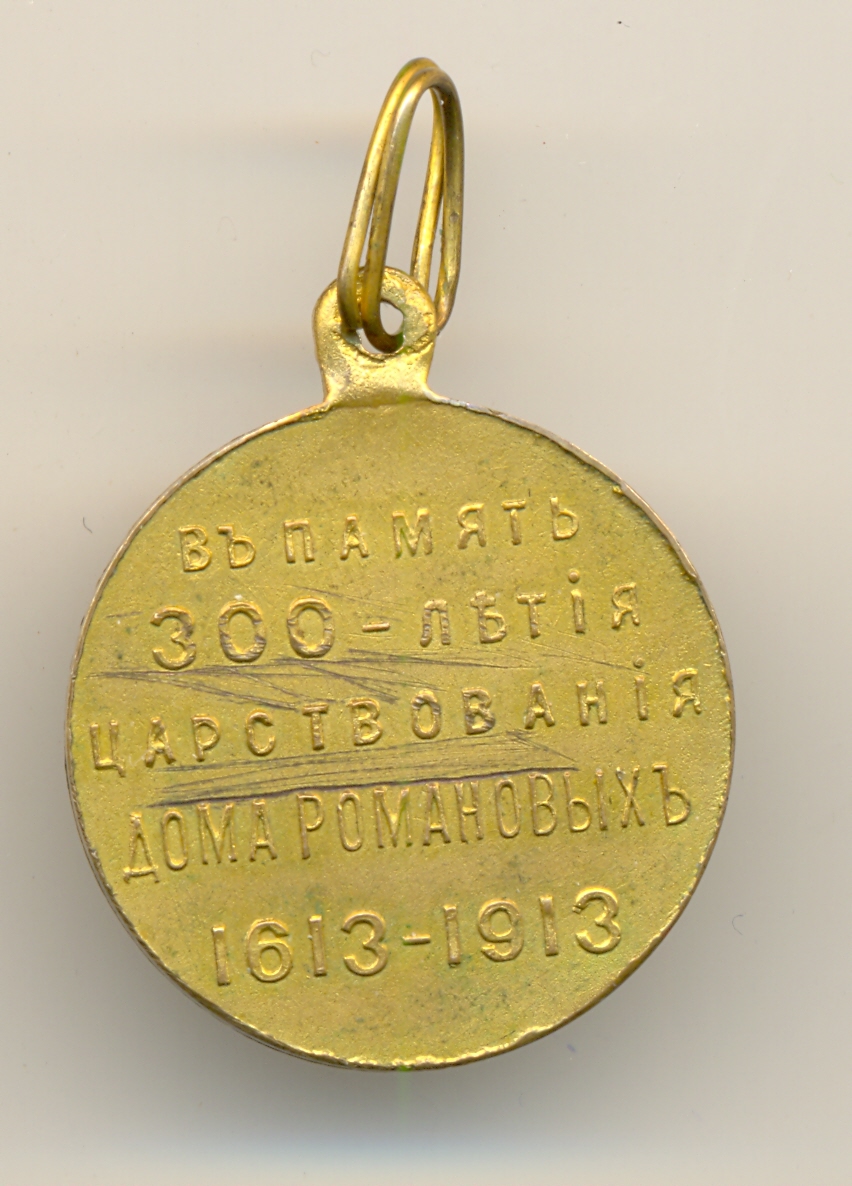 ВЪ ПАМЯТЬ
300-ЛѢТІЯ
ЦАРСТВОВАНІЯ
ДОМА РОМАНОВЫХЪ
1613-1913